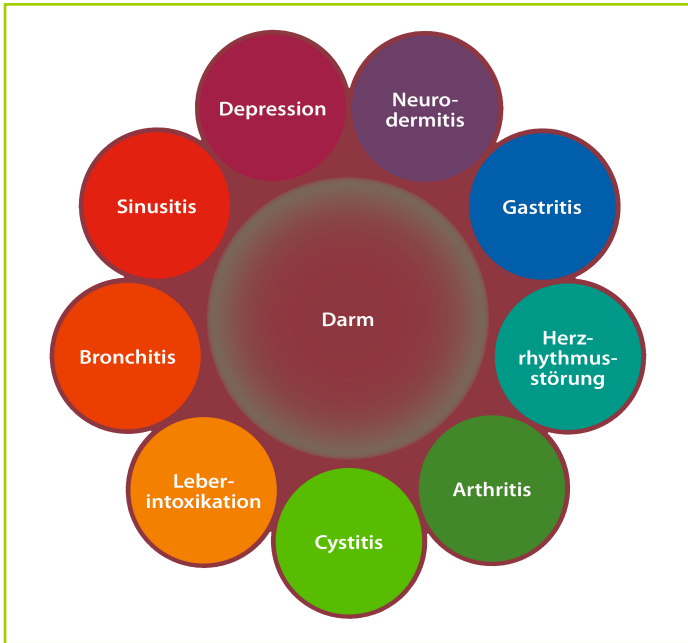 Depression
Neuro-
dermitis
Sinusitis
Gastritis
Darm
Bronchitis
Herz-
rhythmus-
störung
Leber-
intoxikation
Arthritis
Cystitis